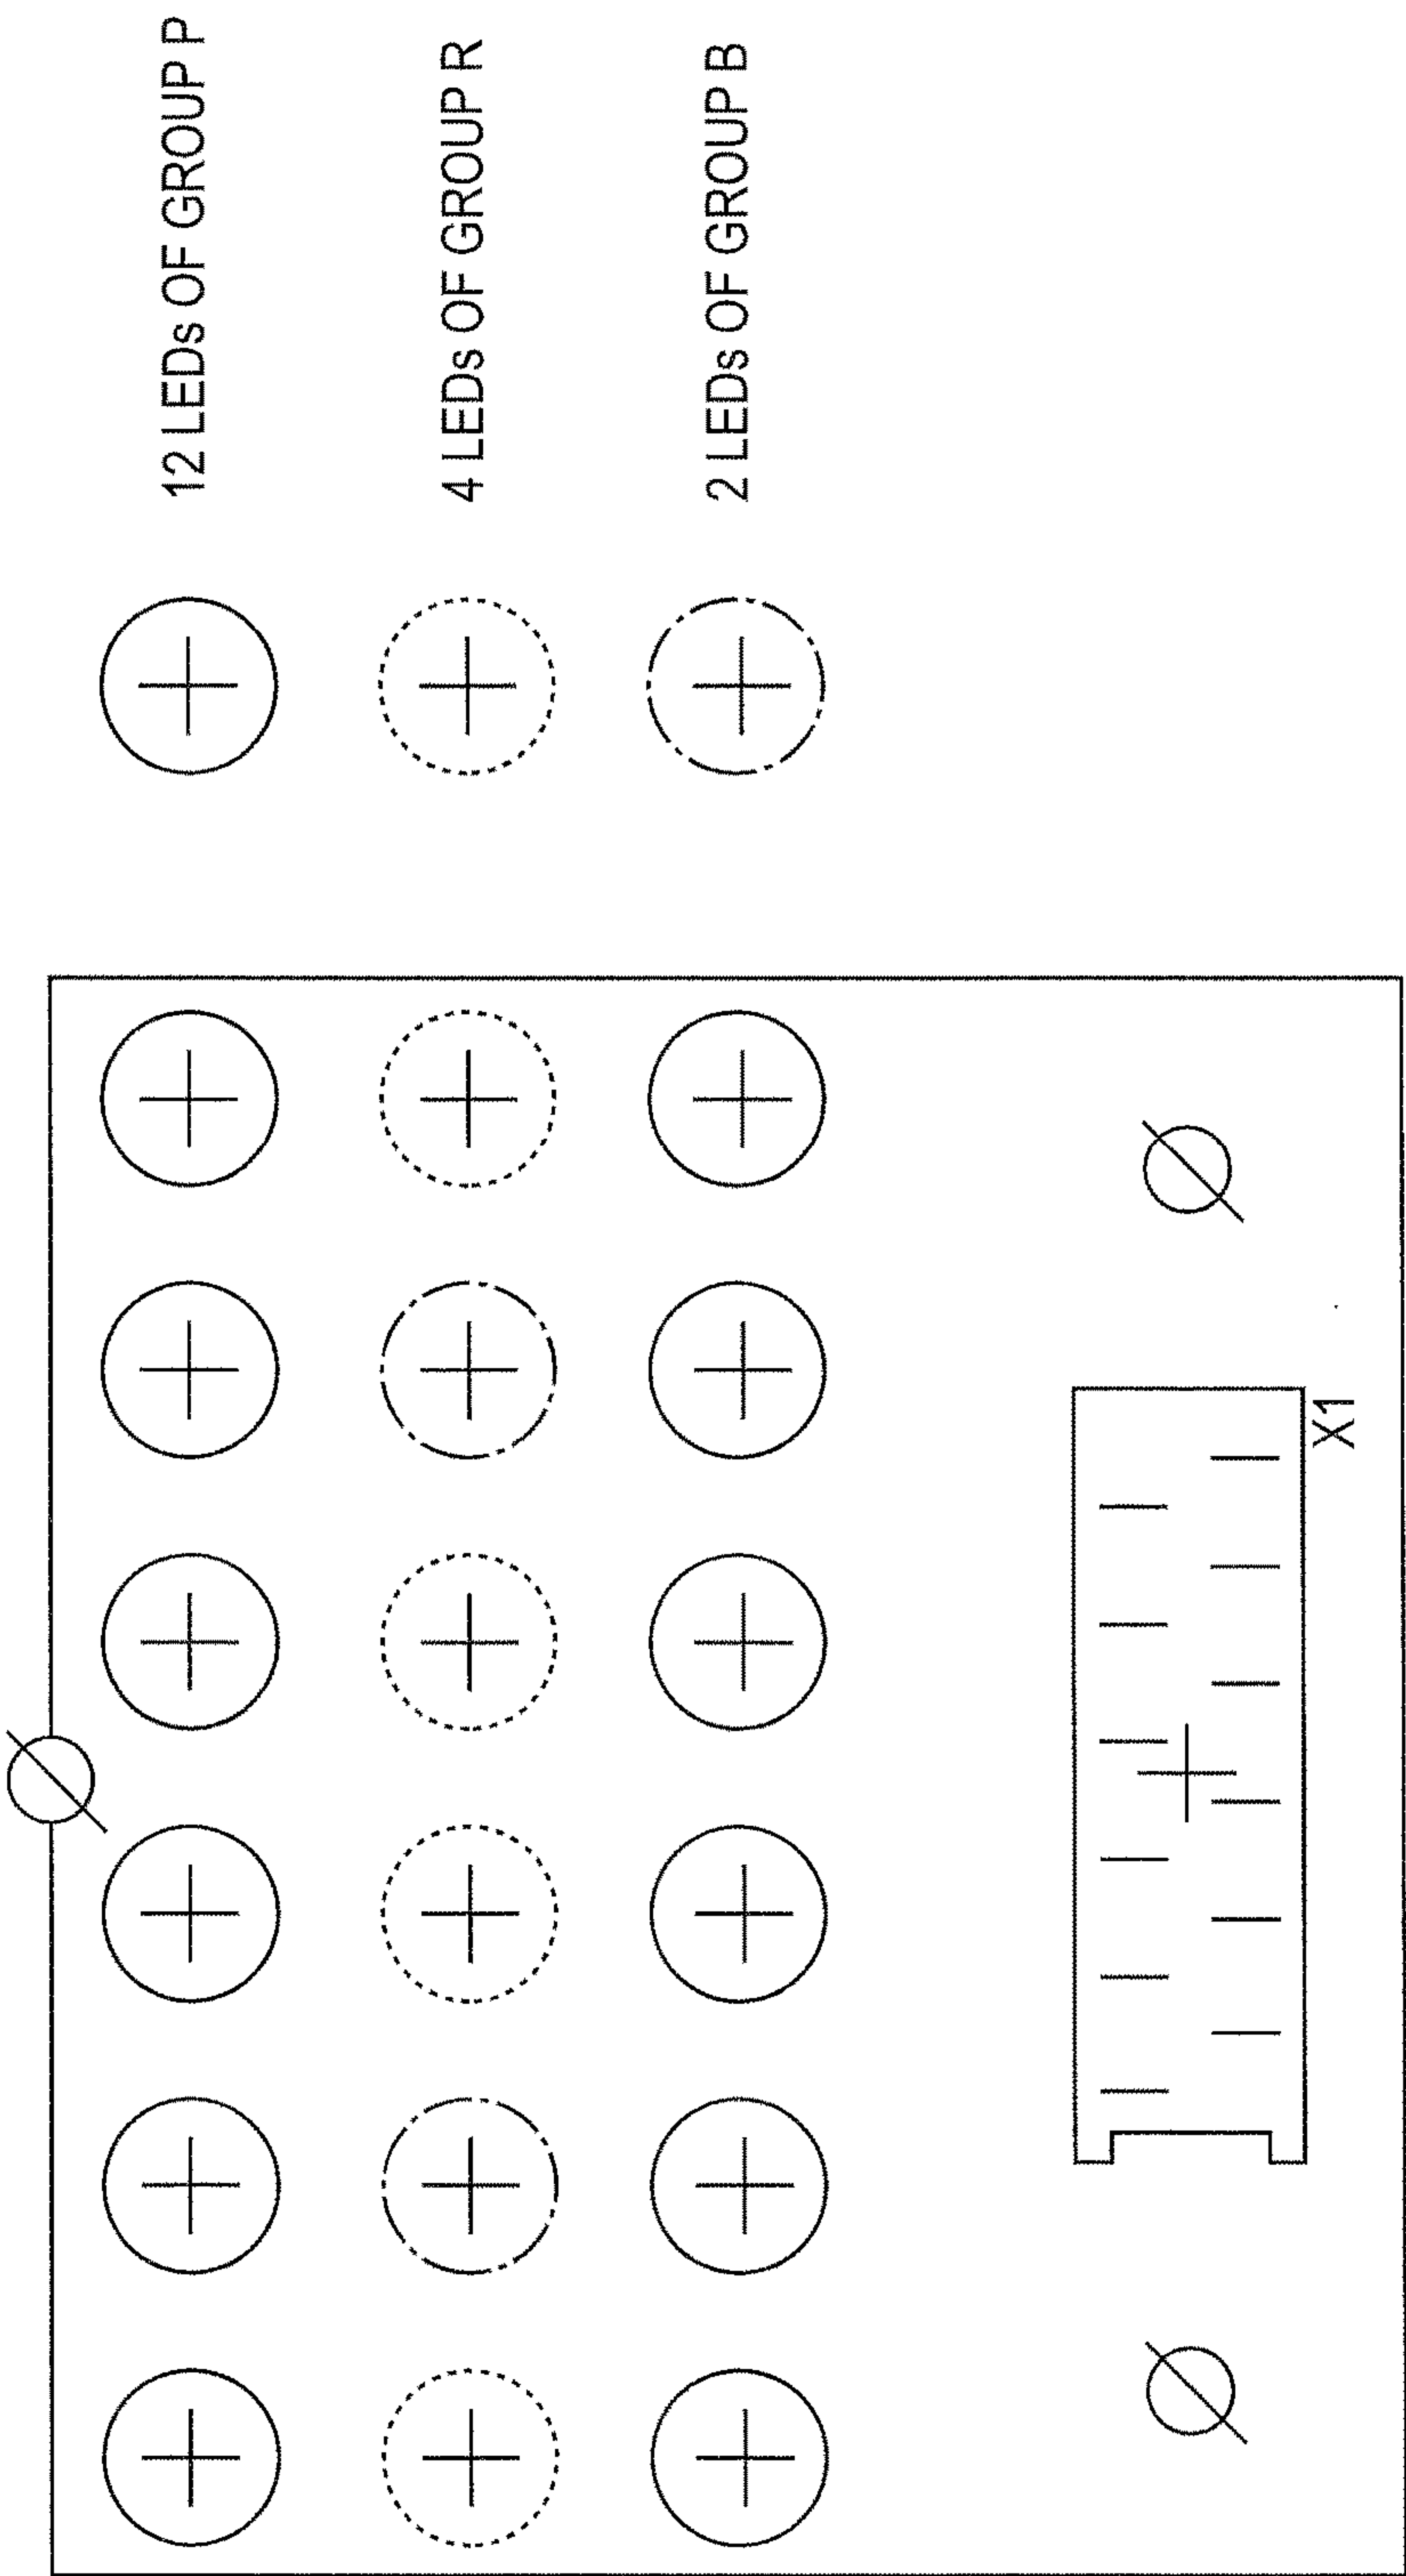 12 LEDs OF GROUP P
4 LEDs OF GROUP R
2 LEDs OF GROUP B
X1